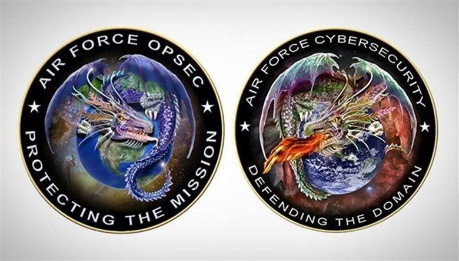 AIR FORCE OPSEC
PROTECTING THE MISSION
AIR FORCE CYBERSECURITY
DEFENDING THE DOMAIN